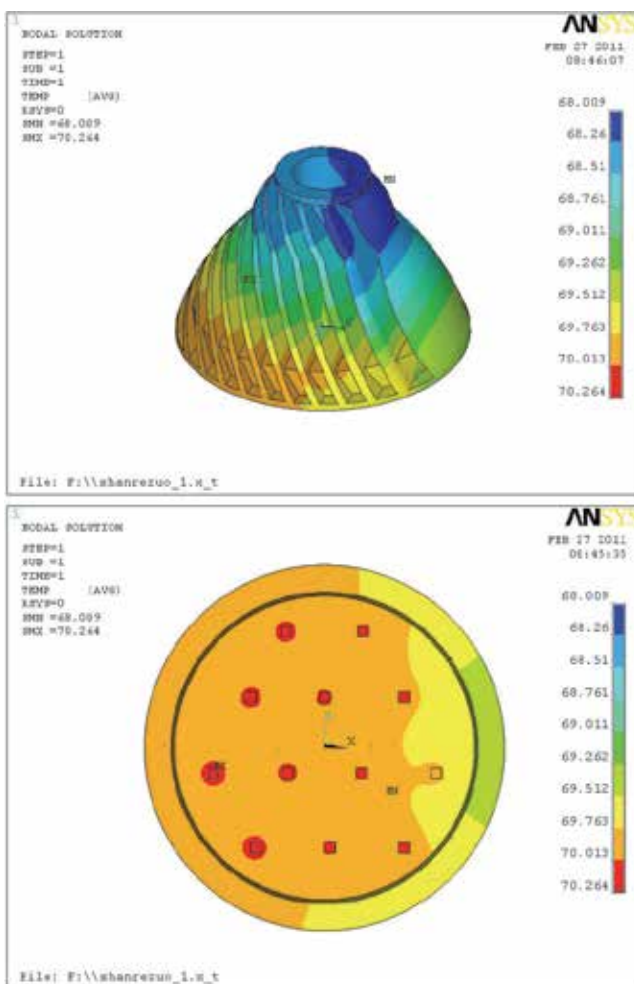 1
NODAL SOLUTION
STEP=1
SUB =1
TIME=1
TEMP (AVG)
RSYS=0
SMN =68.009
SMX =70.264
ANSYS
FEB 27 2011
08:46:07
MN
MX
68.009
68.26
68.51
68.761
69.011
69.262
69.512
69.763
70.013
70.264
File: F:\\shanrezuo_1.x_t
1
NODAL SOLUTION
STEP=1
SUB =1
TIME=1
TEMP (AVG)
RSYS=0
SMN =68.009
SMX =70.264
ANSYS
FEB 27 2011
08:45:35
X
MX
MN
68.009
68.26
68.51
68.761
69.011
69.262
69.512
69.763
70.013
70.264
File: F:\\shanrezuo_1.x_t